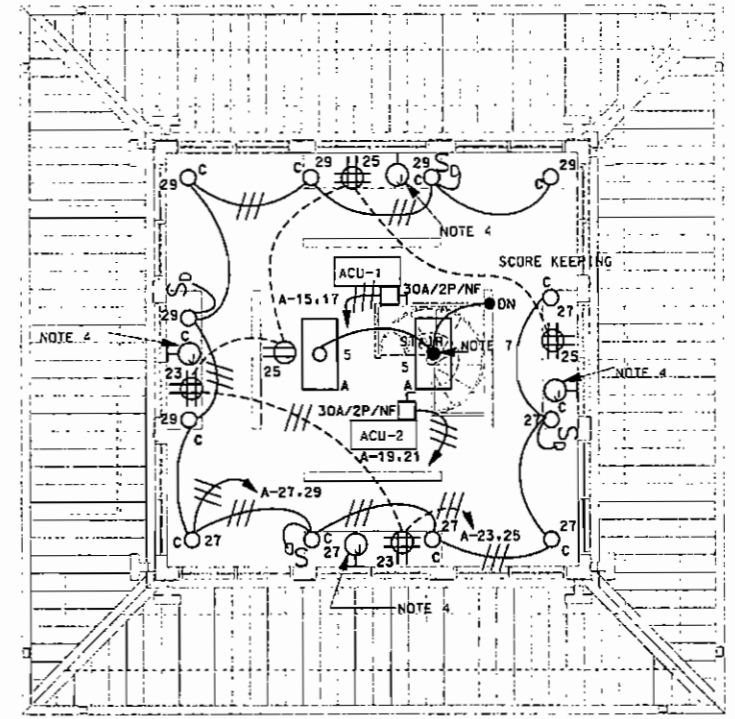 29 C
C 29
25
29 S D
C
C 29
NOTE 4
SCORE KEEPING
ACU-1
30A/2P/NF
A-15,17
DN
C
27
S D
29
C
NOTE 4
23
25
5
A
STAIR
5
A
NOTE 7
25
NOTE 4
C
29
C
30A/2P/NF
ACU-2
A-19,21
27
C
S D
A-27,29
C 27
S D
27
NOTE 4
23
27
C
A-23,25
27
C